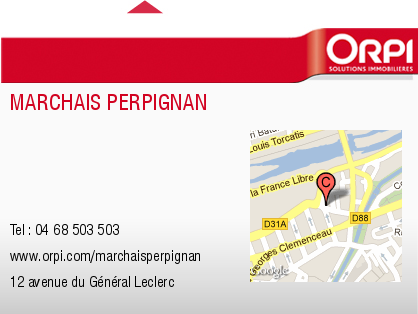 ORPI
SOLUTIONS IMMOBILIÈRES
MARCHAIS PERPIGNAN
Louis Torcatis
la France Libre
C
D31A
D88
Georges Clemenceau
Google
Tel : 04 68 503 503
www.orpi.com/marchaisperpignan
12 avenue du Général Leclerc